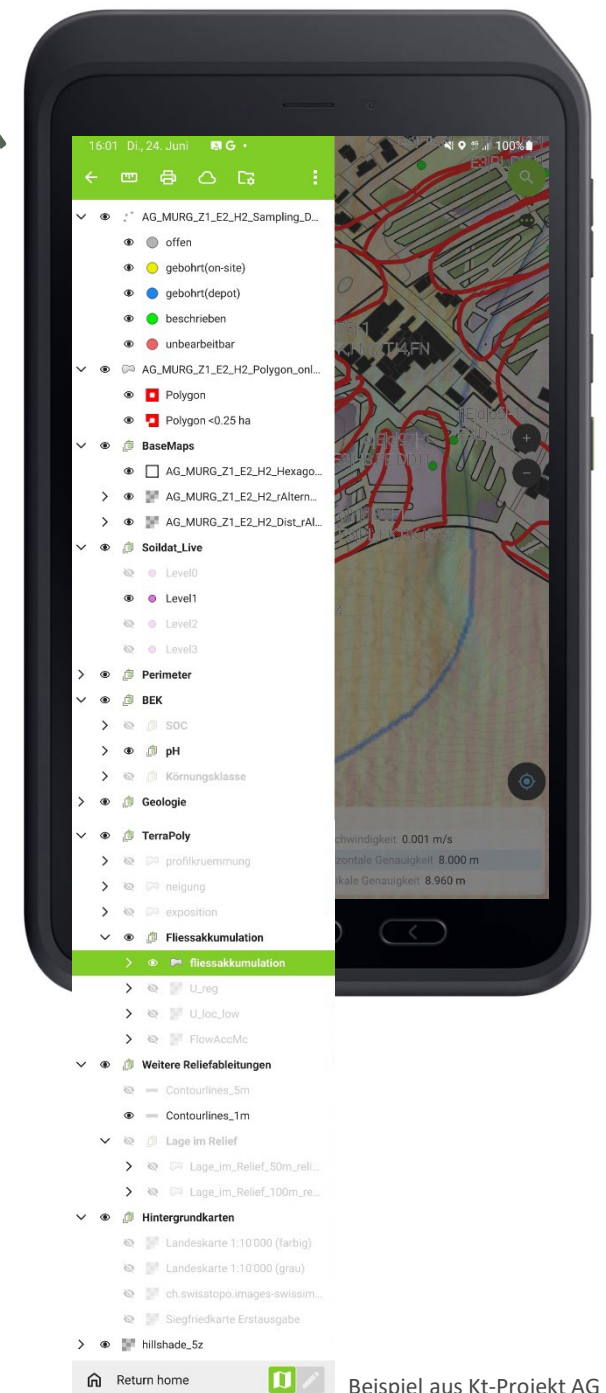 16:01 Di., 24. Juni G 100%
AG_MURG_Z1_E2_H2_Sampling_D...
offen
gebohrt(on-site)
gebohrt(depot)
beschrieben
unbearbeitbar
AG_MURG_Z1_E2_H2_Polygon_onl...
Polygon
Polygon <0.25 ha
BaseMaps
AG_MURG_Z1_E2_H2_Hexago...
AG_MURG_Z1_E2_H2_rAltern...
AG_MURG_Z1_E2_H2_Dist_rAl...
Soildat_Live
Level0
Level1
Level2
Level3
Perimeter
BEK
SOC
pH
Körnungsklasse
Geologie
TerraPoly
profilkruemmung
neigung
exposition
Fliessakkumulation
fliessakkumulation
U_reg
U_loc_low
FlowAccMc
Weitere Reliefableitungen
Contourlines_5m
Contourlines_1m
Lage im Relief
Lage_im_Relief_50m_reli...
Lage_im_Relief_100m_re...
Hintergrundkarten
Landeskarte 1:10'000 (farbig)
Landeskarte 1:10'000 (grau)
ch.swisstopo.images-swissim...
Siegfriedkarte Erstausgabe
hillshade_5z
Return home
chwindigkeit 0.001 m/s
zontale Genauigkeit 8.000 m
ikale Genauigkeit 8.960 m
Beispiel aus Kt-Projekt AG